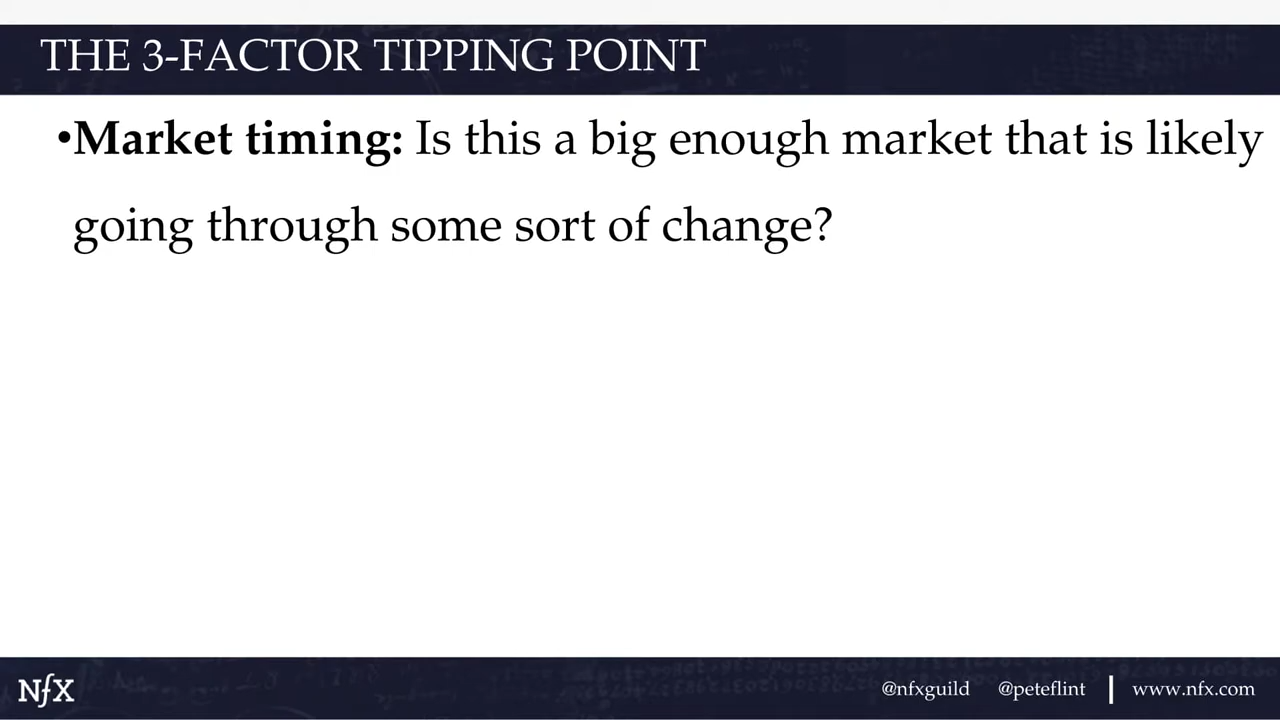 THE 3-FACTOR TIPPING POINT
•Market timing: Is this a big enough market that is likely
going through some sort of change?
NfX
@nfxguild @peteflint | www.nfx.com